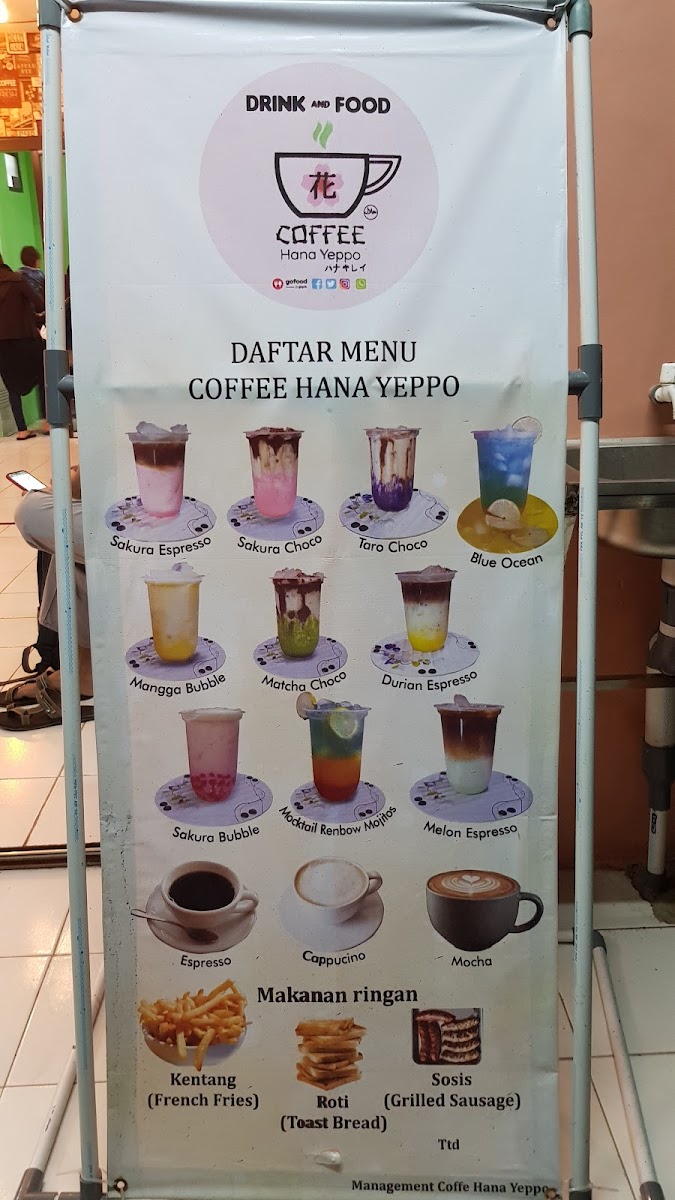 DRINK AND FOOD
花
COFFEE
Hana Yeppo
ハナキレイ
gofood
DAFTAR MENU
COFFEE HANA YEPPO
Sakura Espresso
Sakura Choco
Taro Choco
Blue Ocean
Mangga Bubble
Matcha Choco
Durian Espresso
Sakura Bubble
Mocktail Renbow Mojitos
Melon Espresso
Espresso
Cappucino
Mocha
Makanan ringan
Kentang
(French Fries)
Roti
(Toast Bread)
Sosis
(Grilled Sausage)
Ttd
Management Coffe Hana Yeppo